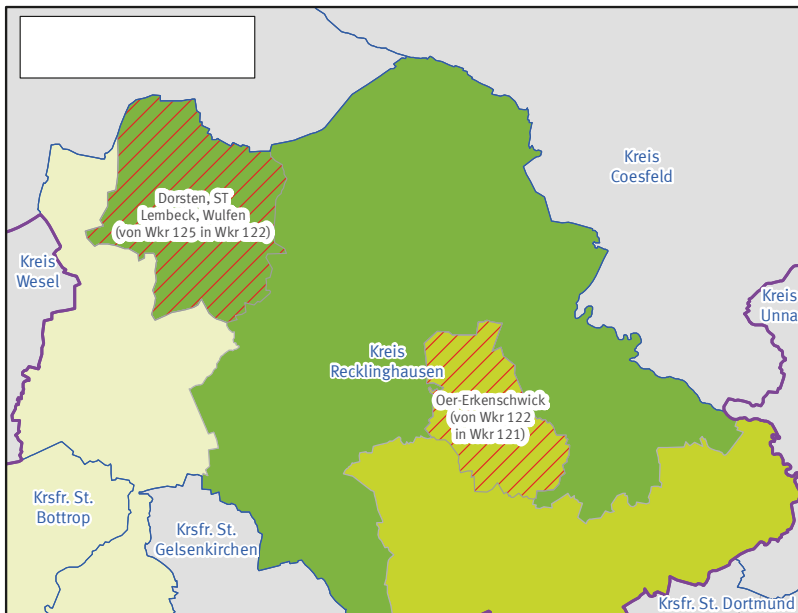 Kreis
Coesfeld
Dorsten, ST
Lembeck, Wulfen
(von Wkr 125 in Wkr 122)
Kreis
Wesel
Kreis
Unna
Kreis
Recklinghausen
Oer-Erkenschwick
(von Wkr 122
in Wkr 121)
Krsfr. St.
Bottrop
Krsfr. St.
Gelsenkirchen
Krsfr. St. Dortmund